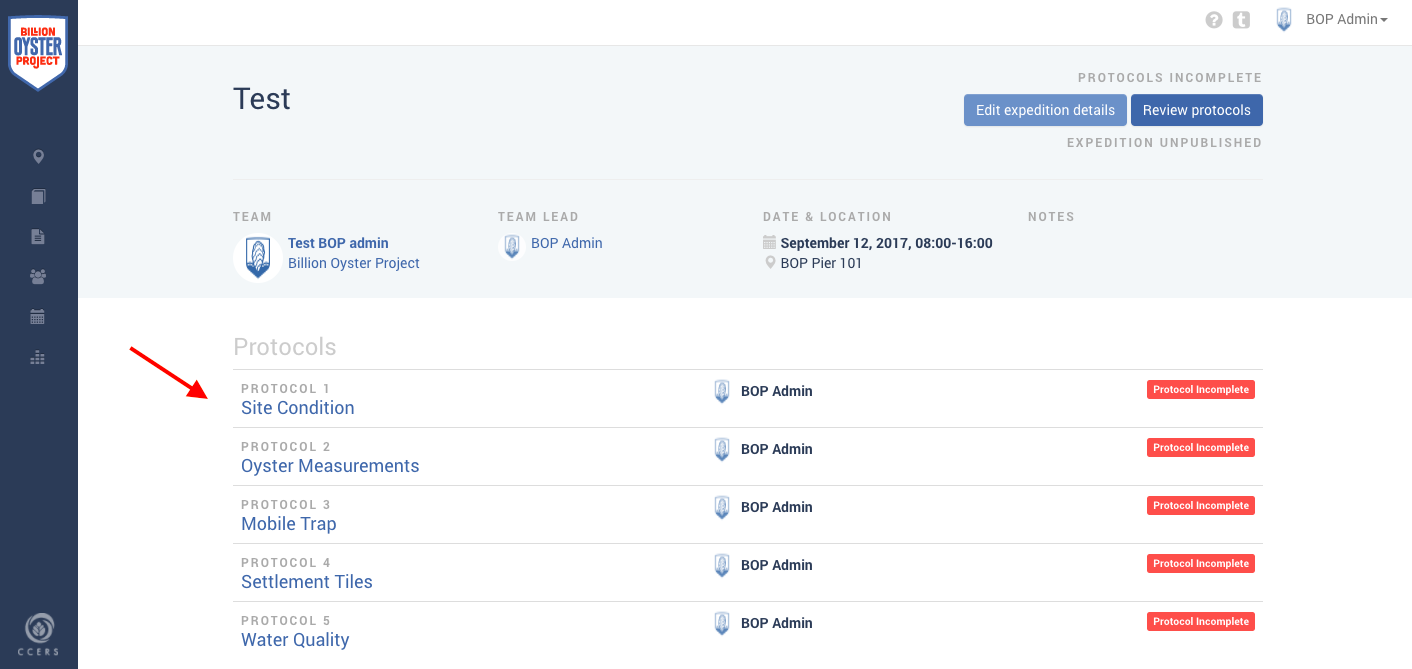 BILLION
OYSTER
PROJECT
BOP Admin
Test
PROTOCOLS INCOMPLETE
Edit expedition details
Review protocols
EXPEDITION UNPUBLISHED
TEAM
Test BOP admin
Billion Oyster Project
TEAM LEAD
BOP Admin
DATE & LOCATION
September 12, 2017, 08:00-16:00
BOP Pier 101
NOTES
Protocols
PROTOCOL 1
Site Condition
BOP Admin
Protocol Incomplete
PROTOCOL 2
Oyster Measurements
BOP Admin
Protocol Incomplete
PROTOCOL 3
Mobile Trap
BOP Admin
Protocol Incomplete
PROTOCOL 4
Settlement Tiles
BOP Admin
Protocol Incomplete
PROTOCOL 5
Water Quality
BOP Admin
Protocol Incomplete
CCERS